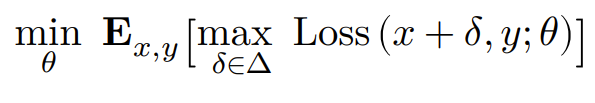 min_θ E_{x,y}[max_{δ∈Δ} Loss (x + δ, y; θ)]